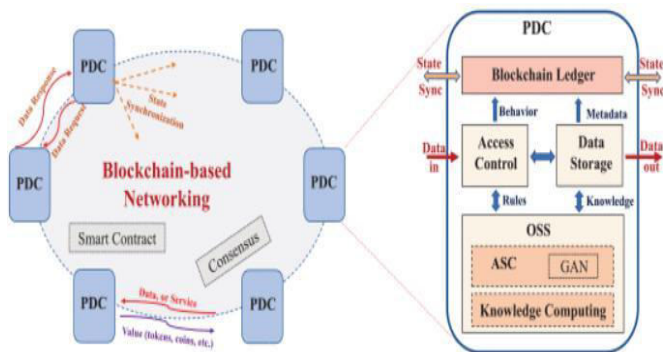 PDC
PDC
Data Response
Data Request
State
Synchronization
PDC
Blockchain-based
Networking
PDC
Smart Contract
Consensus
PDC
Data, or Service
Value (tokens, coins, etc.)
PDC
PDC
State
Sync
Blockchain Ledger
State
Sync
Behavior
Metadata
Data
in
Access
Control
Data
Storage
Data
out
Rules
Knowledge
OSS
ASC
GAN
Knowledge Computing